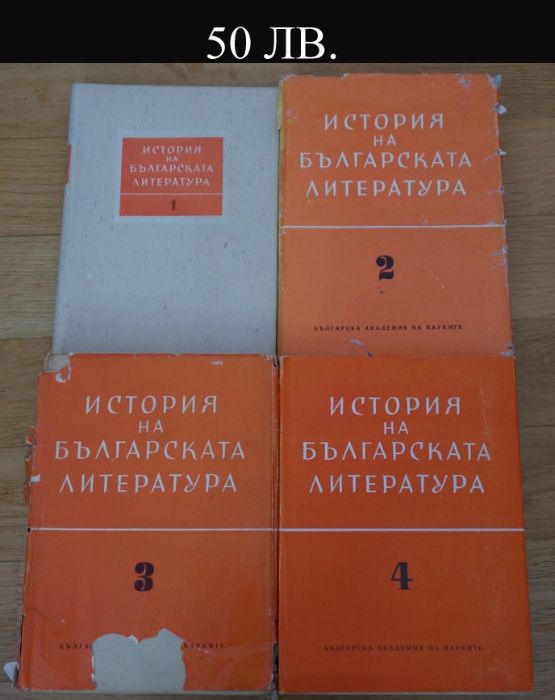 50 ЛВ.
ИСТОРИЯ
НА
БЪЛГАРСКАТА
ЛИТЕРАТУРА
1
ИСТОРИЯ
НА
БЪЛГАРСКАТА
ЛИТЕРАТУРА
2
БЪЛГАРСКА АКАДЕМИЯ НА НАУКИТЕ
ИСТОРИЯ
НА
БЪЛГАРСКАТА
ЛИТЕРАТУРА
3
НАУКИТЕ
ИСТОРИЯ
НА
БЪЛГАРСКАТА
ЛИТЕРАТУРА
4
БЪЛГАРСКА АКАДЕМИЯ НА НАУКИТЕ